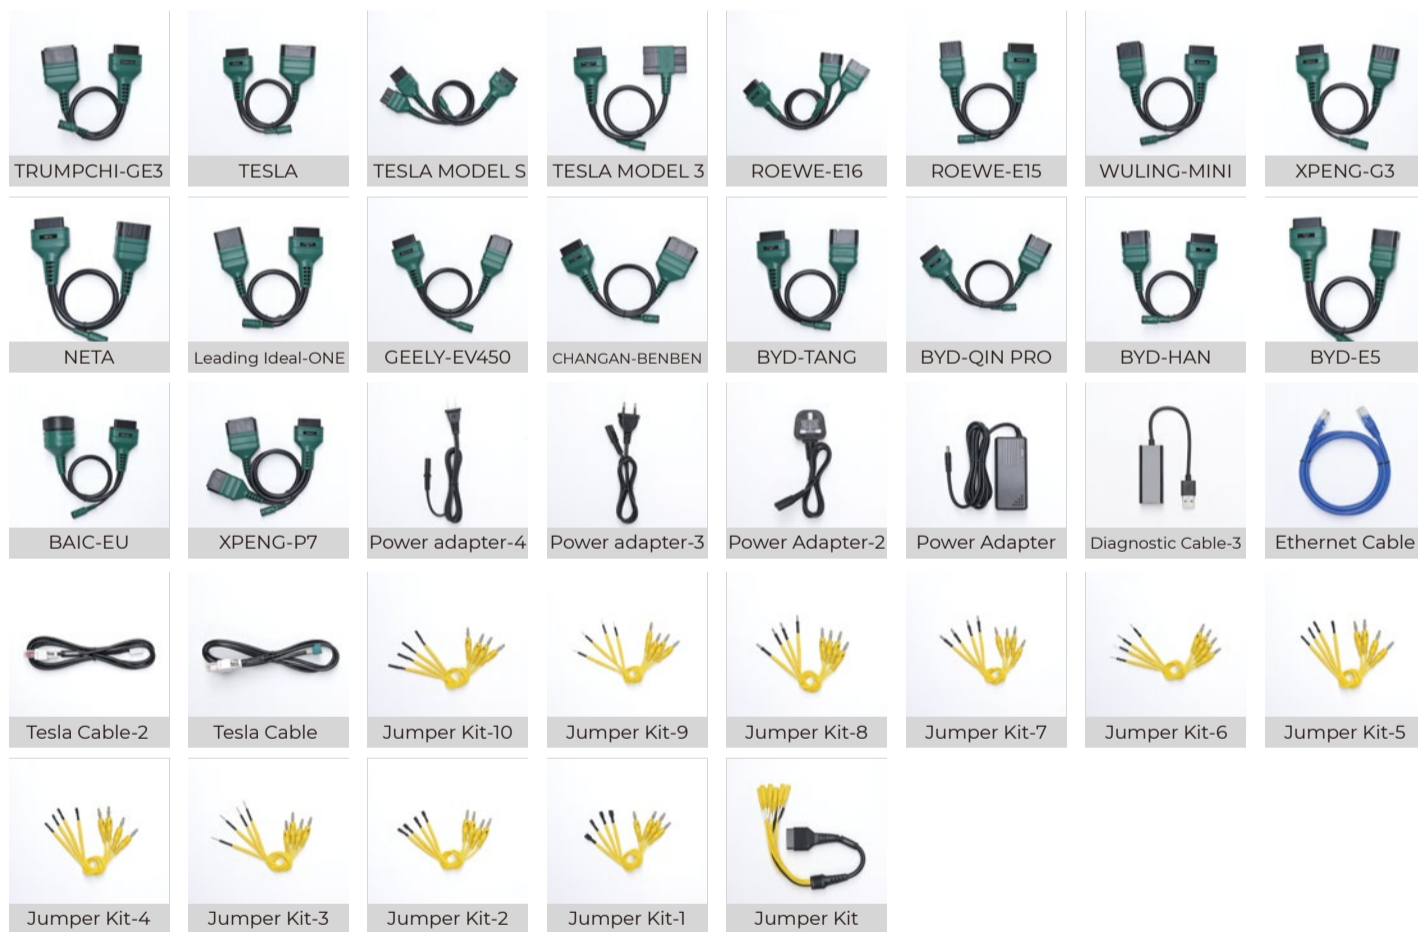 TRUMPCHI-GE3
TESLA
TESLA MODEL S
TESLA MODEL 3
ROEWE-E16
ROEWE-E15
WULING-MINI
XPENG-G3
NETA
Leading Ideal-ONE
GEELY-EV450
CHANGAN-BENBEN
BYD-TANG
BYD-QIN PRO
BYD-HAN
BYD-E5
BAIC-EU
XPENG-P7
Power adapter-4
Power adapter-3
Power Adapter-2
Power Adapter
Diagnostic Cable-3
Ethernet Cable
Tesla Cable-2
Tesla Cable
Jumper Kit-10
Jumper Kit-9
Jumper Kit-8
Jumper Kit-7
Jumper Kit-6
Jumper Kit-5
Jumper Kit-4
Jumper Kit-3
Jumper Kit-2
Jumper Kit-1
Jumper Kit